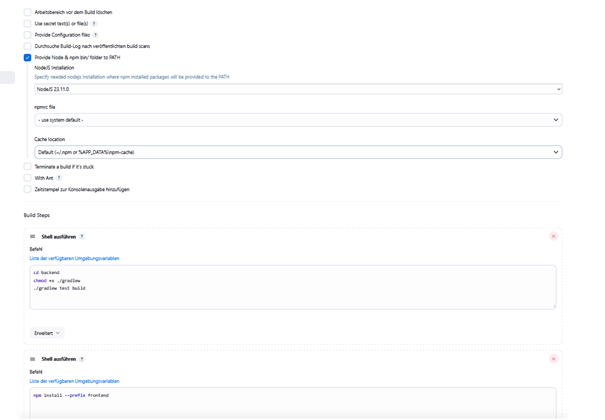 Arbeitsbereich vor dem Build löschen
Use secret text(s) or file(s) ?
Provide Configuration files ?
Durchsuche Build-Log nach veröffentlichten build scans
Provide Node & npm bin/ folder to PATH
NodeJS Installation
Specify needed nodejs installation where npm installed packages will be provided to the PATH
NodeJS 23.11.0
npmrc file
- use system default -
Cache location
Default (~/.npm or %APP_DATA%\npm-cache)
Terminate a build if it's stuck
With Ant ?
Zeitstempel zur Konsolenausgabe hinzufügen
Build Steps
Shell ausführen ?
Befehl
Liste der verfügbaren Umgebungsvariablen
cd backend
chmod +x ./gradlew
./gradlew test build
Erweitert
Shell ausführen ?
Befehl
Liste der verfügbaren Umgebungsvariablen
npm install --prefix frontend